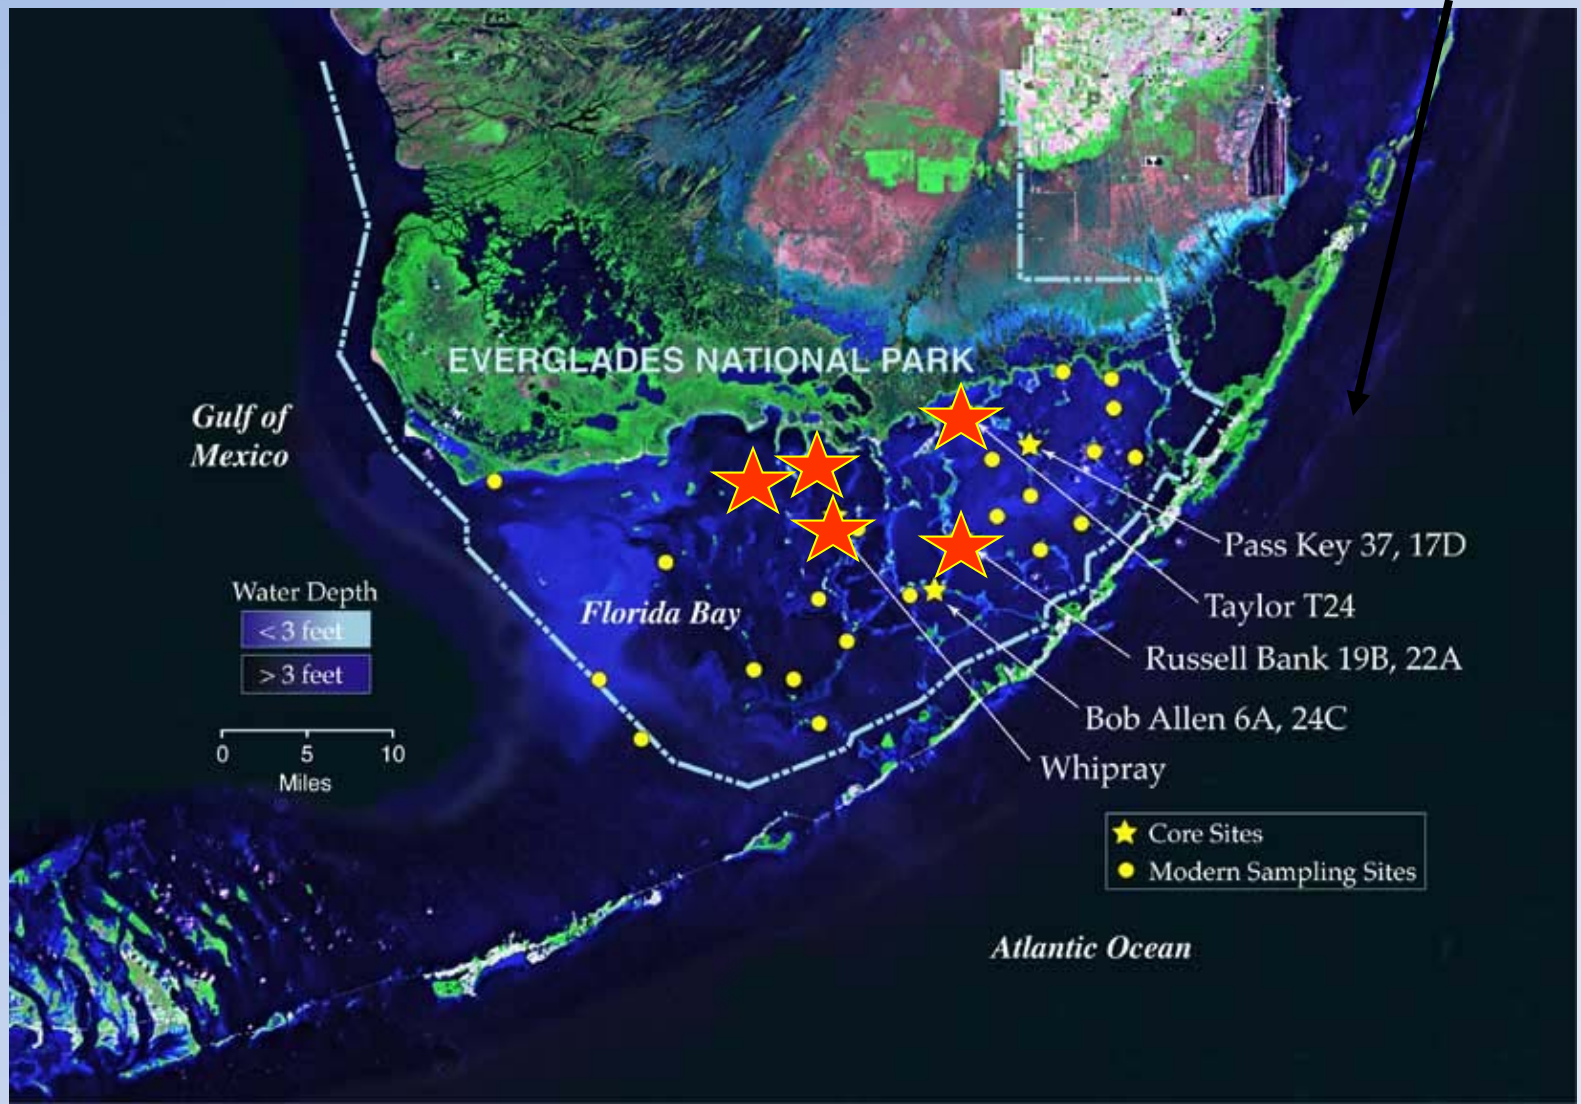 EVERGLADES NATIONAL PARK
Gulf of
Mexico
Pass Key 37, 17D
Water Depth
< 3 feet
> 3 feet
Florida Bay
Taylor T24
Russell Bank 19B, 22A
Bob Allen 6A, 24C
0 5 10
Miles
Whipray
Core Sites
Modern Sampling Sites
Atlantic Ocean